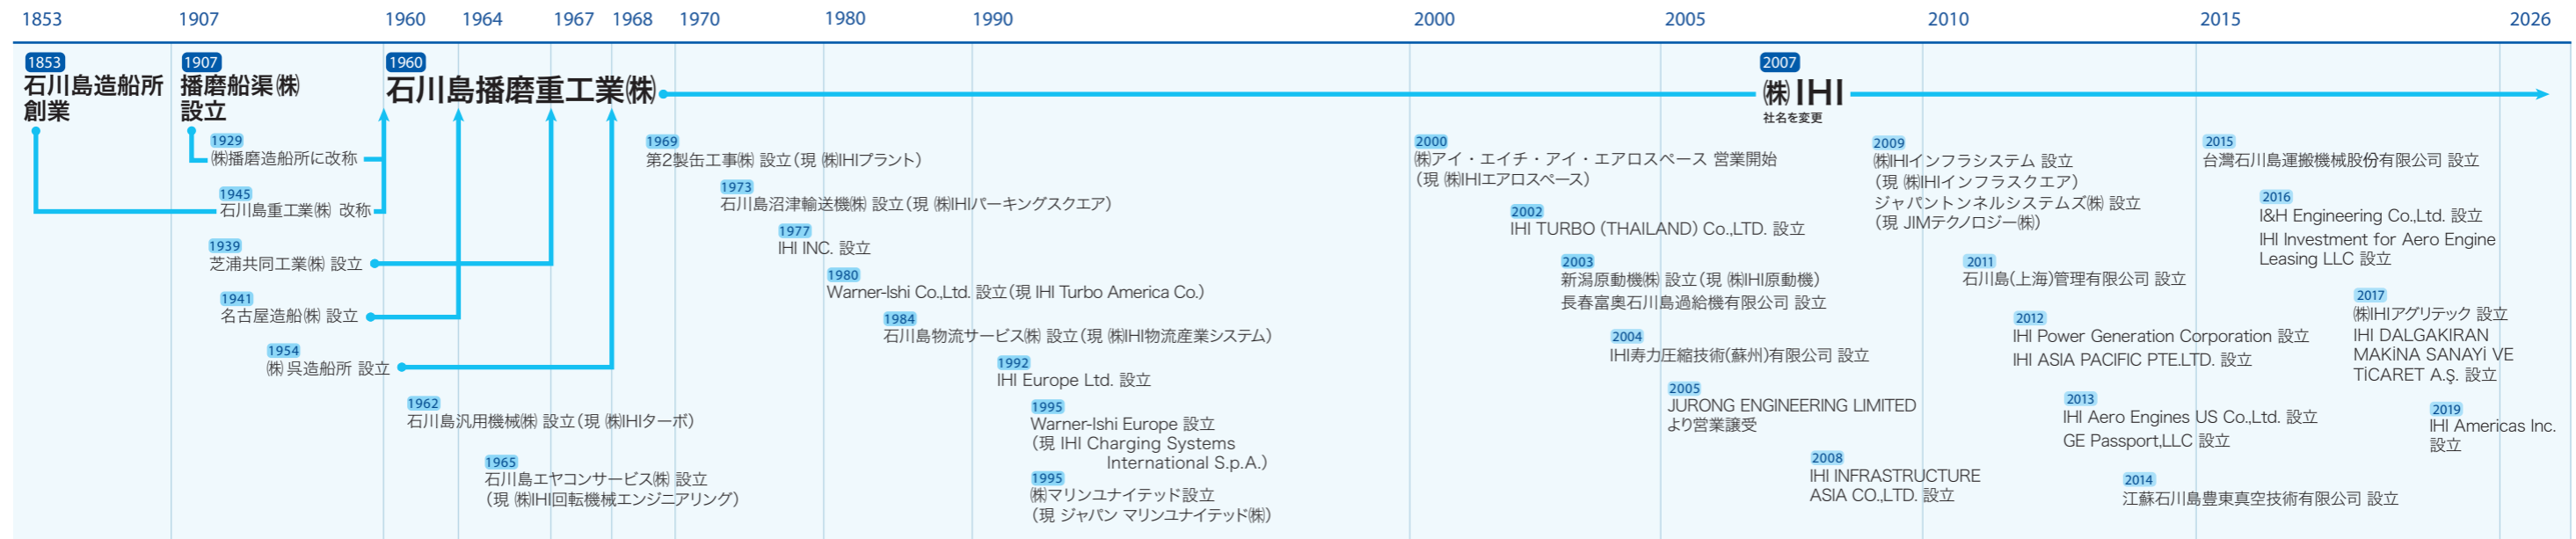 1853 1907 1960 1964 1967 1968 1970 1980 1990 2000 2005 2010 2015 2026
1853
石川島造船所
創業
1907
播磨船渠㈱
設立
1960
石川島播磨重工業㈱
2007
㈱IHI
社名を変更
1929
㈱播磨造船所に改称
1945
石川島重工業㈱ 改称
1939
芝浦共同工業㈱ 設立
1941
名古屋造船㈱ 設立
1954
㈱呉造船所 設立
1962
石川島汎用機械㈱ 設立（現 ㈱IHIターボ）
1965
石川島エヤコンサービス㈱ 設立
（現 ㈱IHI回転機械エンジニアリング）
1969
第2製缶工事㈱ 設立（現 ㈱IHIプラント）
1973
石川島沼津輸送機㈱ 設立（現 ㈱IHIパーキングスクエア）
1977
IHI INC. 設立
1980
Warner-Ishi Co.,Ltd. 設立（現 IHI Turbo America Co.）
1984
石川島物流サービス㈱ 設立（現 ㈱IHI物流産業システム）
1992
IHI Europe Ltd. 設立
1995
Warner-Ishi Europe 設立
（現 IHI Charging Systems
International S.p.A.）
1995
㈱マリンユナイテッド設立
（現 ジャパン マリンユナイテッド㈱）
2000
㈱アイ・エイチ・アイ・エアロスペース 営業開始
（現 ㈱IHIエアロスペース）
2002
IHI TURBO（THAILAND）Co.,LTD. 設立
2003
新潟原動機㈱ 設立（現 ㈱IHI原動機）
長春富奥石川島過給機有限公司 設立
2004
IHI寿力圧縮技術(蘇州)有限公司 設立
2005
JURONG ENGINEERING LIMITED
より営業譲受
2008
IHI INFRASTRUCTURE
ASIA CO.,LTD. 設立
2009
㈱IHIインフラシステム 設立
（現 ㈱IHIインフラスクエア）
ジャパントンネルシステムズ㈱ 設立
（現 JIMテクノロジー㈱）
2011
石川島(上海)管理有限公司 設立
2012
IHI Power Generation Corporation 設立
IHI ASIA PACIFIC PTE.LTD. 設立
2013
IHI Aero Engines US Co.,Ltd. 設立
GE Passport,LLC 設立
2014
江蘇石川島豊東真空技術有限公司 設立
2015
台灣石川島運搬機械股份有限公司 設立
2016
I&H Engineering Co.,Ltd. 設立
IHI Investment for Aero Engine
Leasing LLC 設立
2017
㈱IHIアグリテック 設立
IHI DALGAKIRAN
MAKİNA SANAYİ VE
TİCARET A.Ş. 設立
2019
IHI Americas Inc.
設立